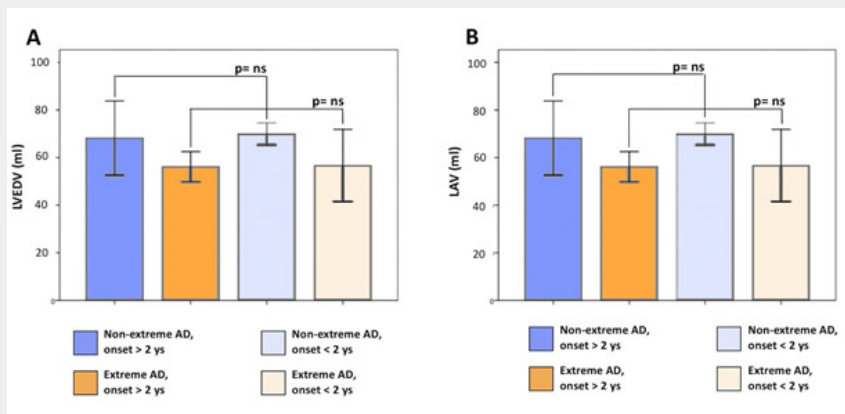 A
100
80
60
40
20
0
LVEDV (ml)
p= ns
p= ns
Non-extreme AD,
onset > 2 ys
Non-extreme AD,
onset < 2 ys
Extreme AD,
onset > 2 ys
Extreme AD,
onset < 2 ys
B
100
80
60
40
20
0
LAV (ml)
p= ns
p= ns
Non-extreme AD,
onset > 2 ys
Non-extreme AD,
onset < 2 ys
Extreme AD,
onset > 2 ys
Extreme AD,
onset < 2 ys